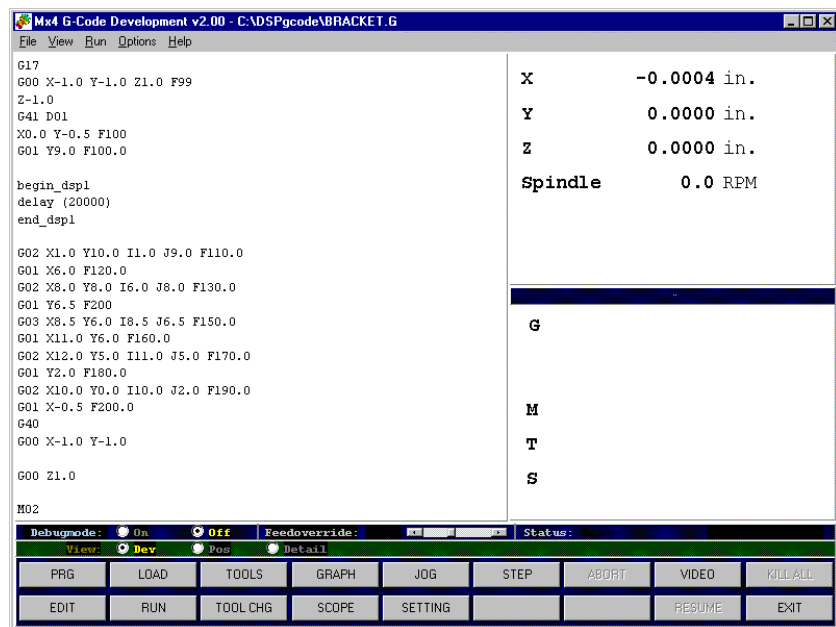 Mx4 G-Code Development v2.00 - C:\DSPgcode\BRACKET.G
File View Run Options Help
G17
G00 X-1.0 Y-1.0 Z1.0 F99
Z-1.0
G41 D01
X0.0 Y-0.5 F100
G01 Y9.0 F100.0
begin_dspl
delay (20000)
end_dspl
G02 X1.0 Y10.0 I1.0 J9.0 F110.0
G01 X6.0 F120.0
G02 X8.0 Y8.0 I6.0 J8.0 F130.0
G01 Y6.5 F200
G03 X8.5 Y6.0 I8.5 J6.5 F150.0
G01 X11.0 Y6.0 F160.0
G02 X12.0 Y5.0 I11.0 J5.0 F170.0
G01 Y2.0 F180.0
G02 X10.0 Y0.0 I10.0 J2.0 F190.0
G01 X-0.5 F200.0
G40
G00 X-1.0 Y-1.0
G00 Z1.0
M02
X -0.0004 in.
Y 0.0000 in.
Z 0.0000 in.
Spindle 0.0 RPM
-
G
M
T
S
Debugmode: On Off Feedoverride: Status:
View: Dev Pos Detail
PRG LOAD TOOLS GRAPH JOG STEP ABORT VIDEO KILL ALL
EDIT RUN TOOL CHG SCOPE SETTING RESUME EXIT